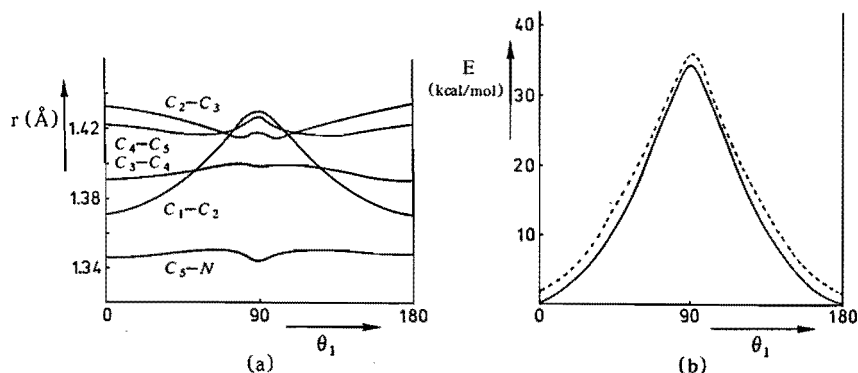 r (Å)
1.42
1.38
1.34
C₂–C₃
C₄–C₅
C₃–C₄
C₁–C₂
C₅–N
0
90
180
θ₁
(a)
E
(kcal/mol)
40
30
20
10
0
90
180
θ₁
(b)